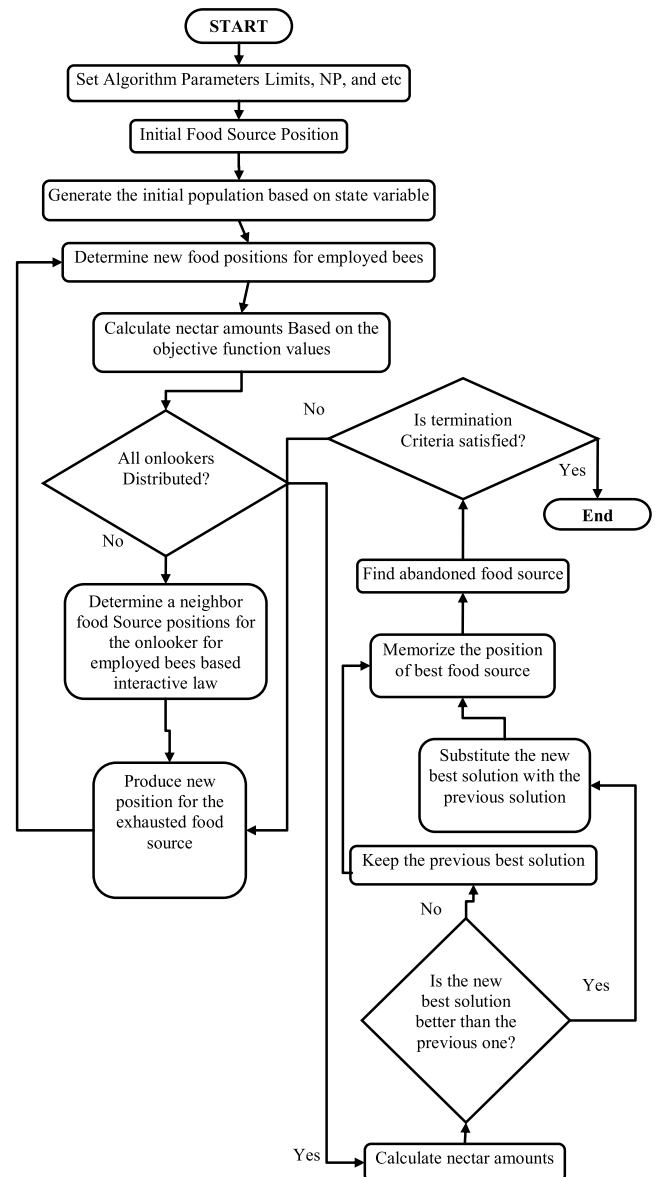 START
Set Algorithm Parameters Limits, NP, and etc
Initial Food Source Position
Generate the initial population based on state variable
Determine new food positions for employed bees
Calculate nectar amounts Based on the
objective function values
All onlookers
Distributed?
No
Determine a neighbor
food Source positions for
the onlooker for
employed bees based
interactive law
Produce new
position for the
exhausted food
source
No
Is termination
Criteria satisfied?
Yes
End
Find abandoned food source
Memorize the position
of best food source
Substitute the new
best solution with the
previous solution
Keep the previous best solution
No
Is the new
best solution
better than the
previous one?
Yes
Yes
Calculate nectar amounts